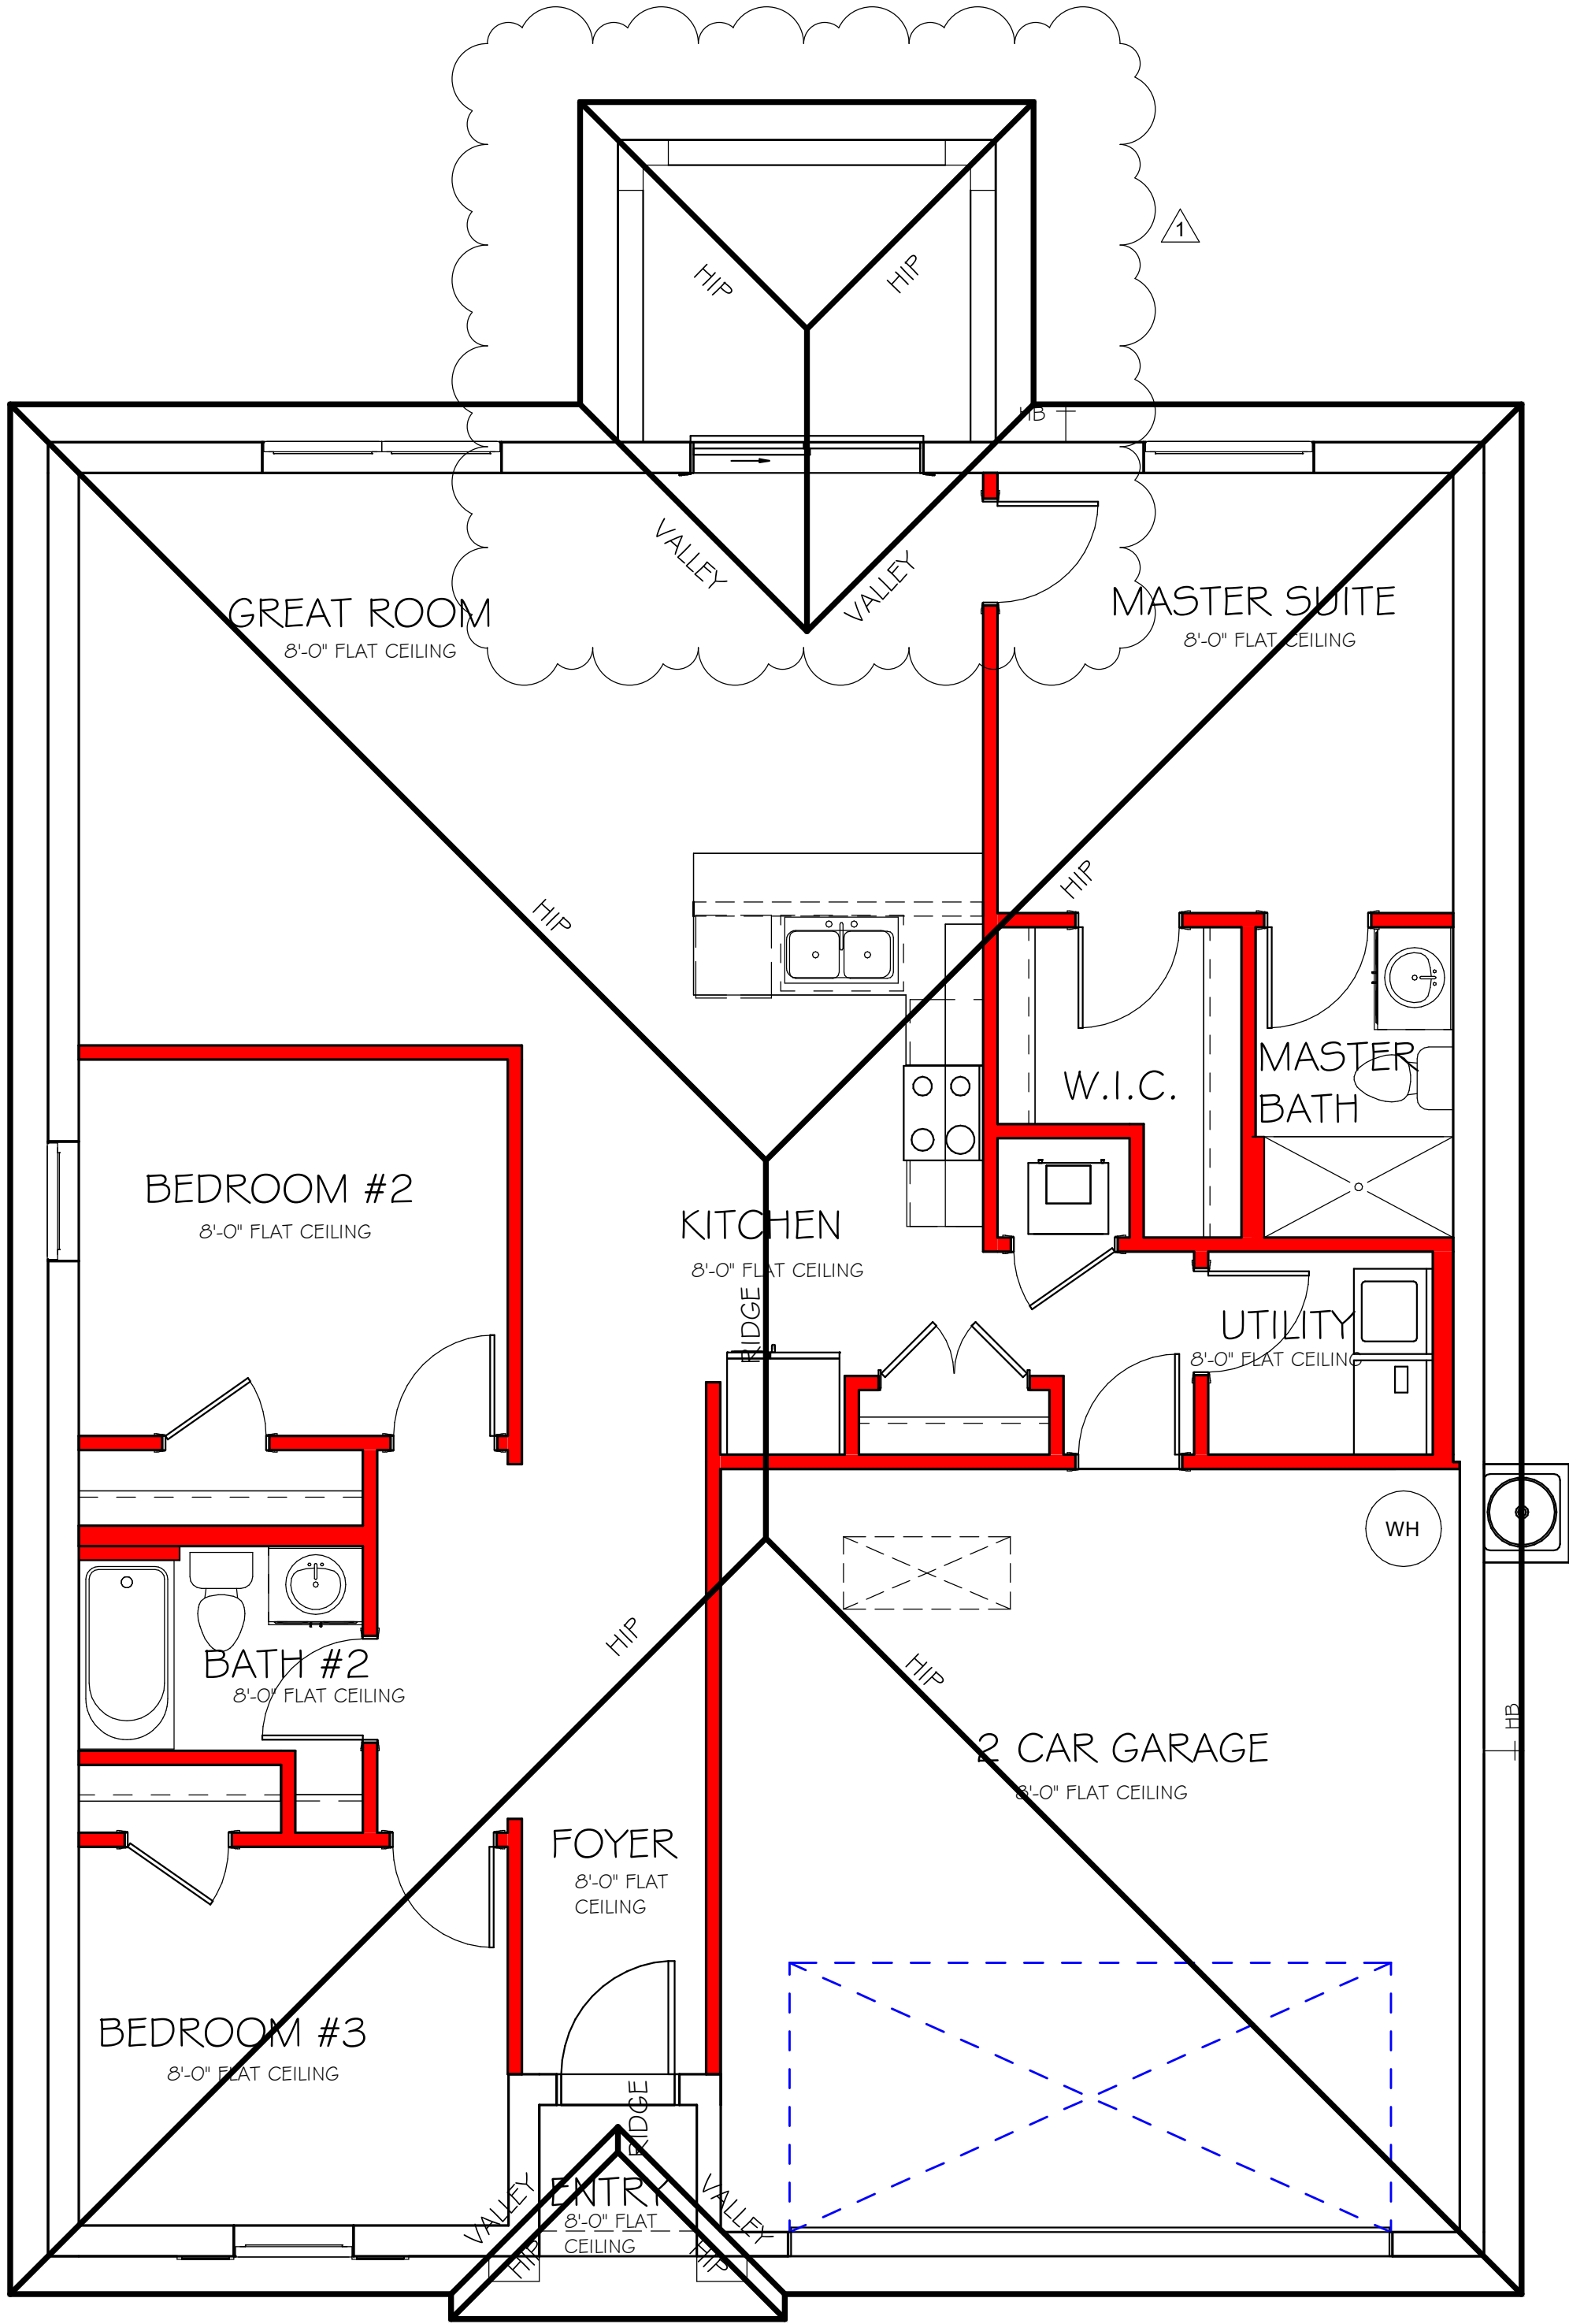 1
HIP
HIP
HB
VALLEY
VALLEY
GREAT ROOM
8'-0" FLAT CEILING
MASTER SUITE
8'-0" FLAT CEILING
HIP
HIP
MASTER
BATH
W.I.C.
BEDROOM #2
8'-0" FLAT CEILING
KITCHEN
8'-0" FLAT CEILING
RIDGE
UTILITY
8'-0" FLAT CEILING
WH
HIP
HIP
BATH #2
8'-0" FLAT CEILING
HB
2 CAR GARAGE
8'-0" FLAT CEILING
FOYER
8'-0" FLAT
CEILING
BEDROOM #3
8'-0" FLAT CEILING
RIDGE
VALLEY
ENTRY
VALLEY
8'-0" FLAT
CEILING
HIP
HIP